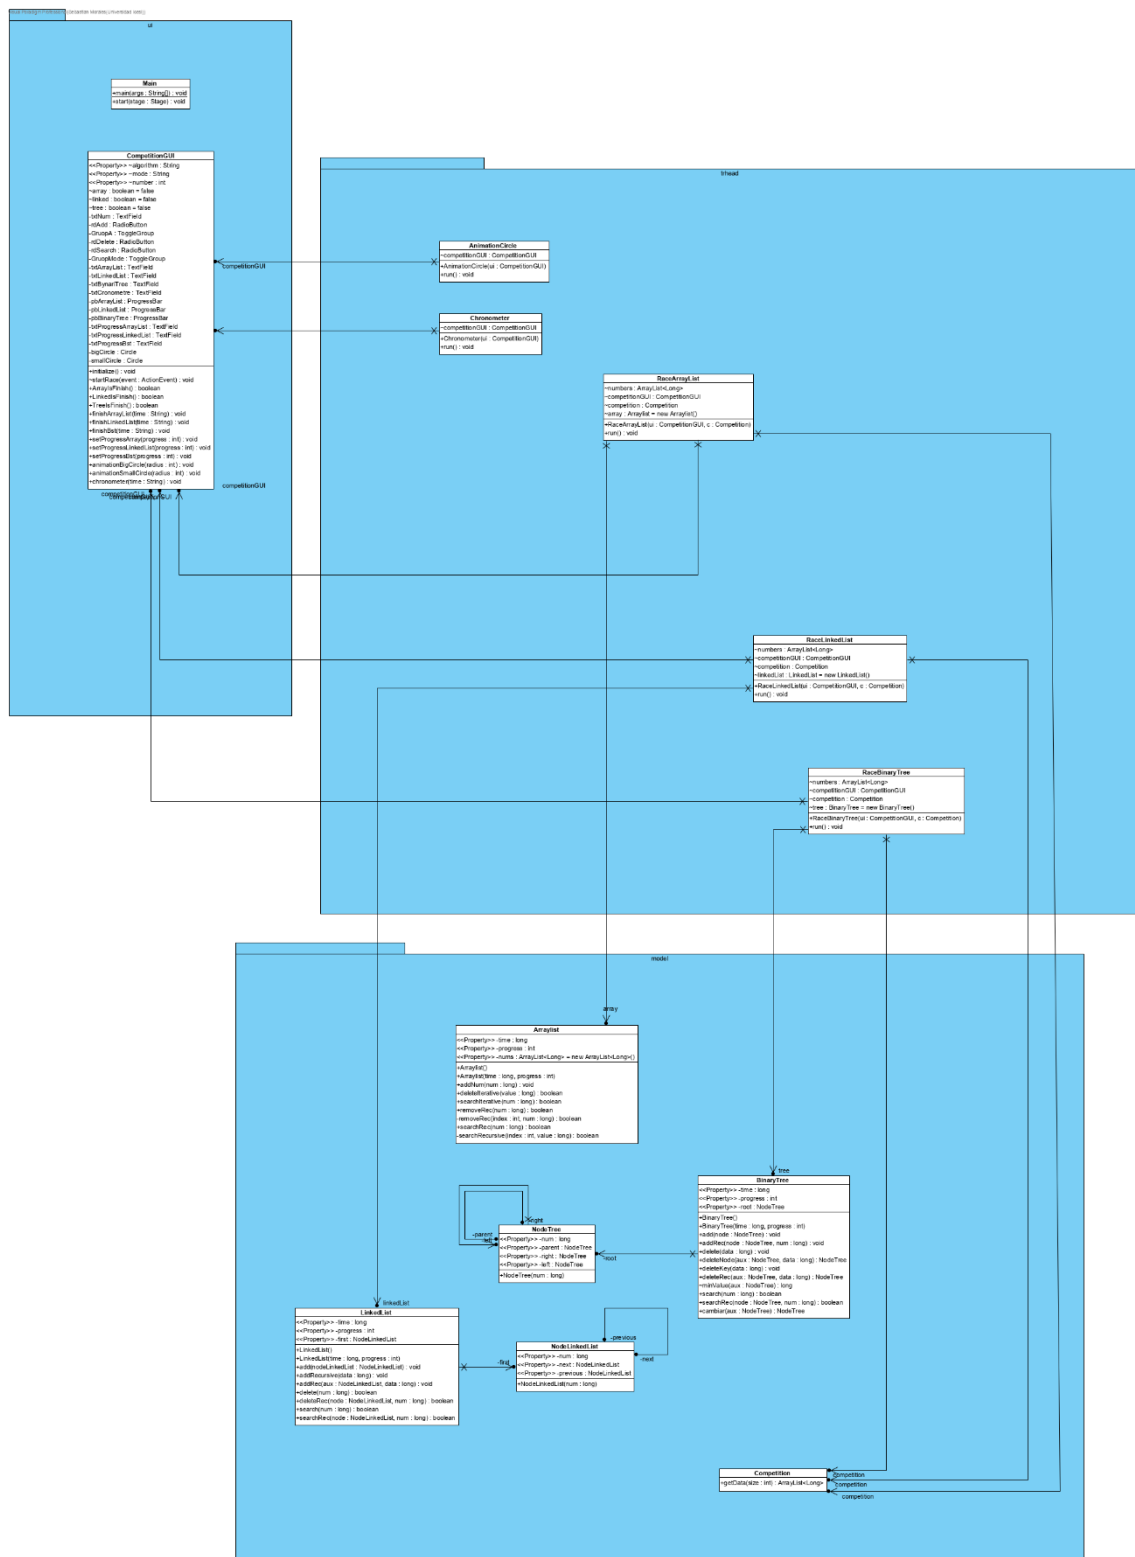 ui
Main
+main(args : String[]) : void
+start(stage : Stage) : void
CompetitionGUI
<<Property>> ~algorithm : String
<<Property>> ~mode : String
<<Property>> ~number : int
~array : boolean = false
~linked : boolean = false
~tree : boolean = false
-txtNum : TextField
-rdAdd : RadioButton
-GruopA : ToggleGroup
-rdDelete : RadioButton
-rdSearch : RadioButton
-GruopMode : ToggleGroup
-txtArrayList : TextField
-txtLinkedList : TextField
-txtBynariTree : TextField
-txtCronometre : TextField
-pbArrayList : ProgressBar
-pbLinkedList : ProgressBar
-pbBinaryTree : ProgressBar
-txtProgressArrayList : TextField
-txtProgressLinkedList : TextField
-txtProgressBst : TextField
-bigCircle : Circle
-smallCircle : Circle
+initialize() : void
~startRace(event : ActionEvent) : void
+ArrayIsFinish() : boolean
+LinkedIsFinish() : boolean
+TreeIsFinish() : boolean
+finishArrayList(time : String) : void
+finishLinkedList(time : String) : void
+finishBst(time : String) : void
+setProgressArray(progress : int) : void
+setProgressLinkedList(progress : int) : void
+setProgressBst(progress : int) : void
+animationBigCircle(radius : int) : void
+animationSmallCircle(radius : int) : void
+chronometer(time : String) : void
competitionGUI
competitionGUI
competitionGUI
trhead
AnimationCircle
~competitionGUI : CompetitionGUI
+AnimationCircle(ui : CompetitionGUI)
+run() : void
Chronometer
~competitionGUI : CompetitionGUI
+Chronometer(ui : CompetitionGUI)
+run() : void
RaceArrayList
~numbers : ArrayList<Long>
~competitionGUI : CompetitionGUI
~competition : Competition
~array : Arraylist = new Arraylist()
+RaceArrayList(ui : CompetitionGUI, c : Competition)
+run() : void
RaceLinkedList
~numbers : ArrayList<Long>
~competitionGUI : CompetitionGUI
~competition : Competition
~linkedList : LinkedList = new LinkedList()
+RaceLinkedList(ui : CompetitionGUI, c : Competition)
+run() : void
RaceBinaryTree
~numbers : ArrayList<Long>
~competitionGUI : CompetitionGUI
~competition : Competition
~tree : BinaryTree = new BinaryTree()
+RaceBinaryTree(ui : CompetitionGUI, c : Competition)
+run() : void
model
array
Arraylist
<<Property>> -time : long
<<Property>> -progress : int
<<Property>> -nums : ArrayList<Long> = new ArrayList<Long>()
+Arraylist()
+Arraylist(time : long, progress : int)
+addNum(num : long) : void
+deleteIterative(value : long) : boolean
+searchIterative(num : long) : boolean
+removeRec(num : long) : boolean
-removeRec(index : int, num : long) : boolean
+searchRec(num : long) : boolean
-searchRecursive(index : int, value : long) : boolean
tree
BinaryTree
<<Property>> -time : long
<<Property>> -progress : int
<<Property>> -root : NodeTree
+BinaryTree()
+BinaryTree(time : long, progress : int)
+add(node : NodeTree) : void
+addRec(node : NodeTree, num : long) : void
+delete(data : long) : void
+deleteNode(aux : NodeTree, data : long) : NodeTree
+deleteKey(data : long) : void
+deleteRec(aux : NodeTree, data : long) : NodeTree
~minValue(aux : NodeTree) : long
+search(num : long) : boolean
+searchRec(node : NodeTree, num : long) : boolean
+cambiar(aux : NodeTree) : NodeTree
-right
-parent
-left
-root
NodeTree
<<Property>> -num : long
<<Property>> -parent : NodeTree
<<Property>> -right : NodeTree
<<Property>> -left : NodeTree
+NodeTree(num : long)
linkedList
LinkedList
<<Property>> -time : long
<<Property>> -progress : int
<<Property>> -first : NodeLinkedList
+LinkedList()
+LinkedList(time : long, progress : int)
+add(nodeLinkedList : NodeLinkedList) : void
+addRecursive(data : long) : void
+addRec(aux : NodeLinkedList, data : long) : void
+delete(num : long) : boolean
+deleteRec(node : NodeLinkedList, num : long) : boolean
+search(num : long) : boolean
+searchRec(node : NodeLinkedList, num : long) : boolean
-first
-previous
-next
NodeLinkedList
<<Property>> -num : long
<<Property>> -next : NodeLinkedList
<<Property>> -previous : NodeLinkedList
+NodeLinkedList(num : long)
Competition
+getData(size : int) : ArrayList<Long>
competition
competition
competition